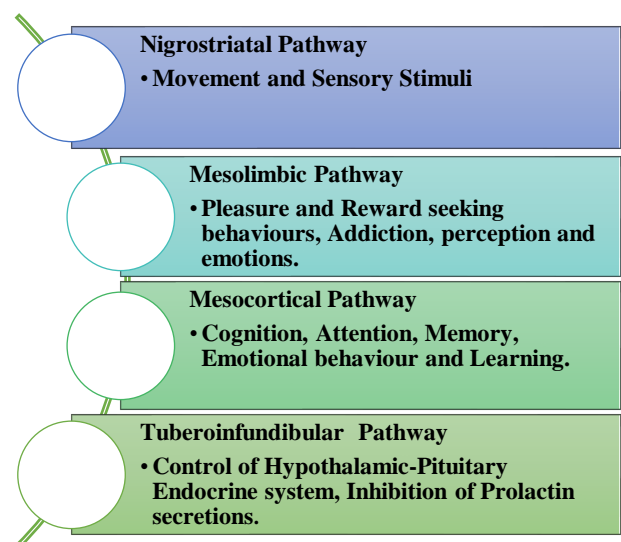 Nigrostriatal Pathway
• Movement and Sensory Stimuli
Mesolimbic Pathway
• Pleasure and Reward seeking
behaviours, Addiction, perception and
emotions.
Mesocortical Pathway
• Cognition, Attention, Memory,
Emotional behaviour and Learning.
Tuberoinfundibular Pathway
• Control of Hypothalamic-Pituitary
Endocrine system, Inhibition of Prolactin
secretions.